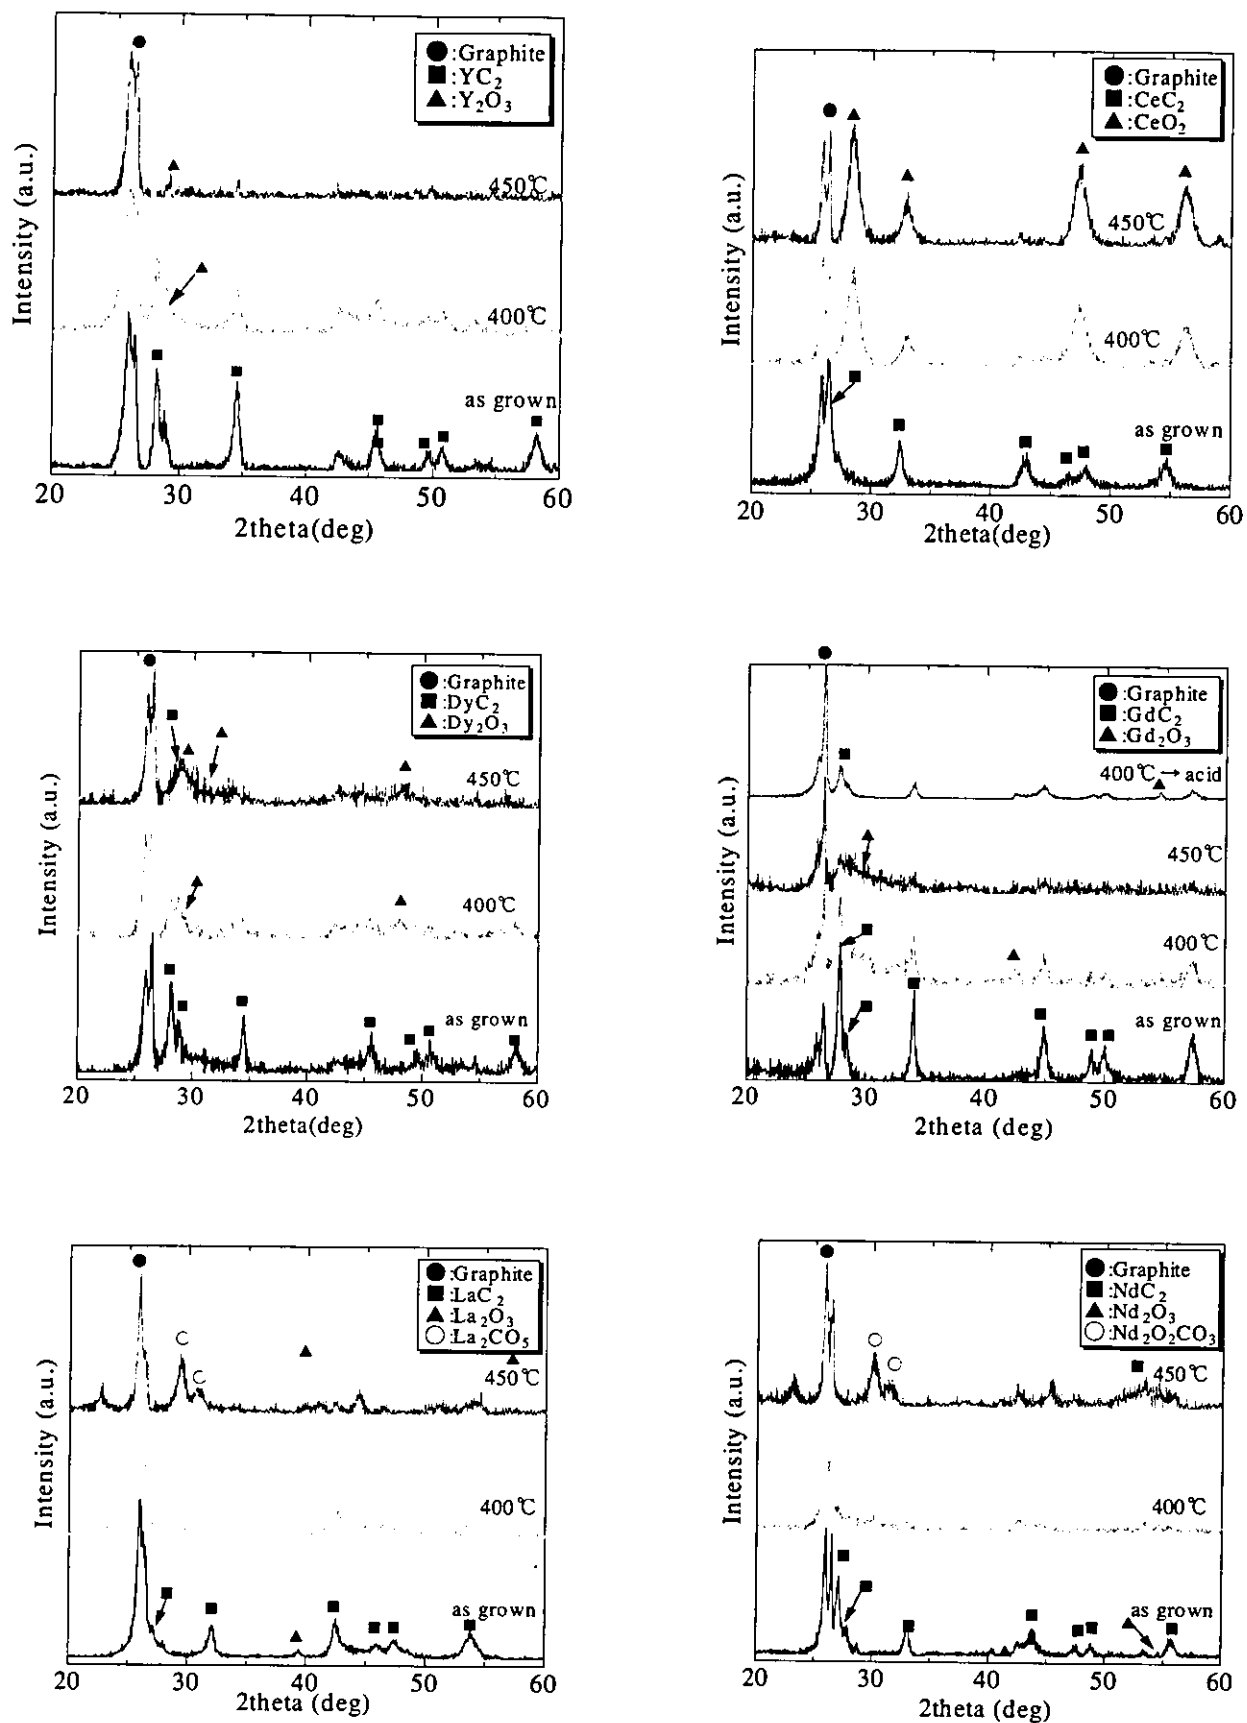 :Graphite
:YC2
:Y2O3
450℃
400℃
as grown
Intensity (a.u.)
20 30 40 50 60
2theta(deg)
:Graphite
:CeC2
:CeO2
450℃
400℃
as grown
Intensity (a.u.)
20 30 40 50 60
2theta(deg)
:Graphite
:DyC2
:Dy2O3
450℃
400℃
as grown
Intensity (a.u.)
20 30 40 50 60
2theta(deg)
:Graphite
:GdC2
:Gd2O3
400℃→acid
450℃
400℃
as grown
Intensity (a.u.)
20 30 40 50 60
2theta (deg)
:Graphite
:LaC2
:La2O3
:La2CO5
C
C
450℃
400℃
as grown
Intensity (a.u.)
20 30 40 50 60
2theta(deg)
:Graphite
:NdC2
:Nd2O3
:Nd2O2CO3
450℃
400℃
as grown
Intensity (a.u.)
20 30 40 50 60
2theta (deg)